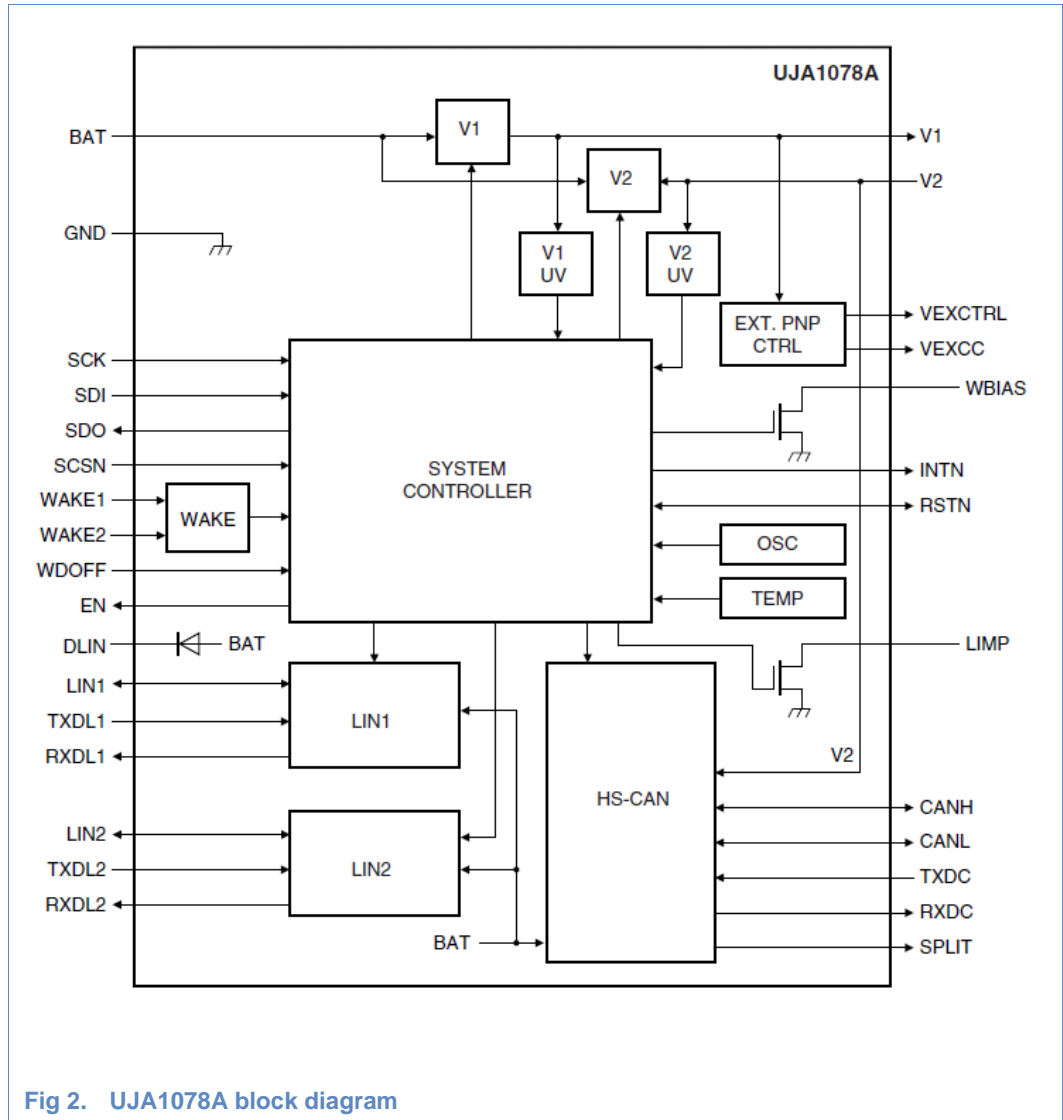 UJA1078A
BAT
V1
V1
V2
V2
GND
V1
UV
V2
UV
EXT. PNP
CTRL
VEXCTRL
VEXCC
WBIAS
SCK
SDI
SDO
SCSN
WAKE1
WAKE2
WAKE
WDOFF
EN
SYSTEM
CONTROLLER
INTN
RSTN
OSC
TEMP
DLIN
BAT
LIMP
LIN1
TXDL1
RXDL1
LIN1
V2
HS-CAN
LIN2
TXDL2
RXDL2
LIN2
BAT
CANH
CANL
TXDC
RXDC
SPLIT
Fig 2. UJA1078A block diagram